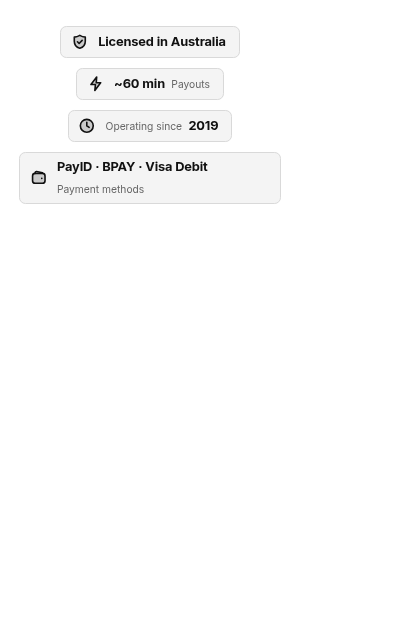 Licensed in Australia
~60 min Payouts
Operating since 2019
PayID · BPAY · Visa Debit
Payment methods